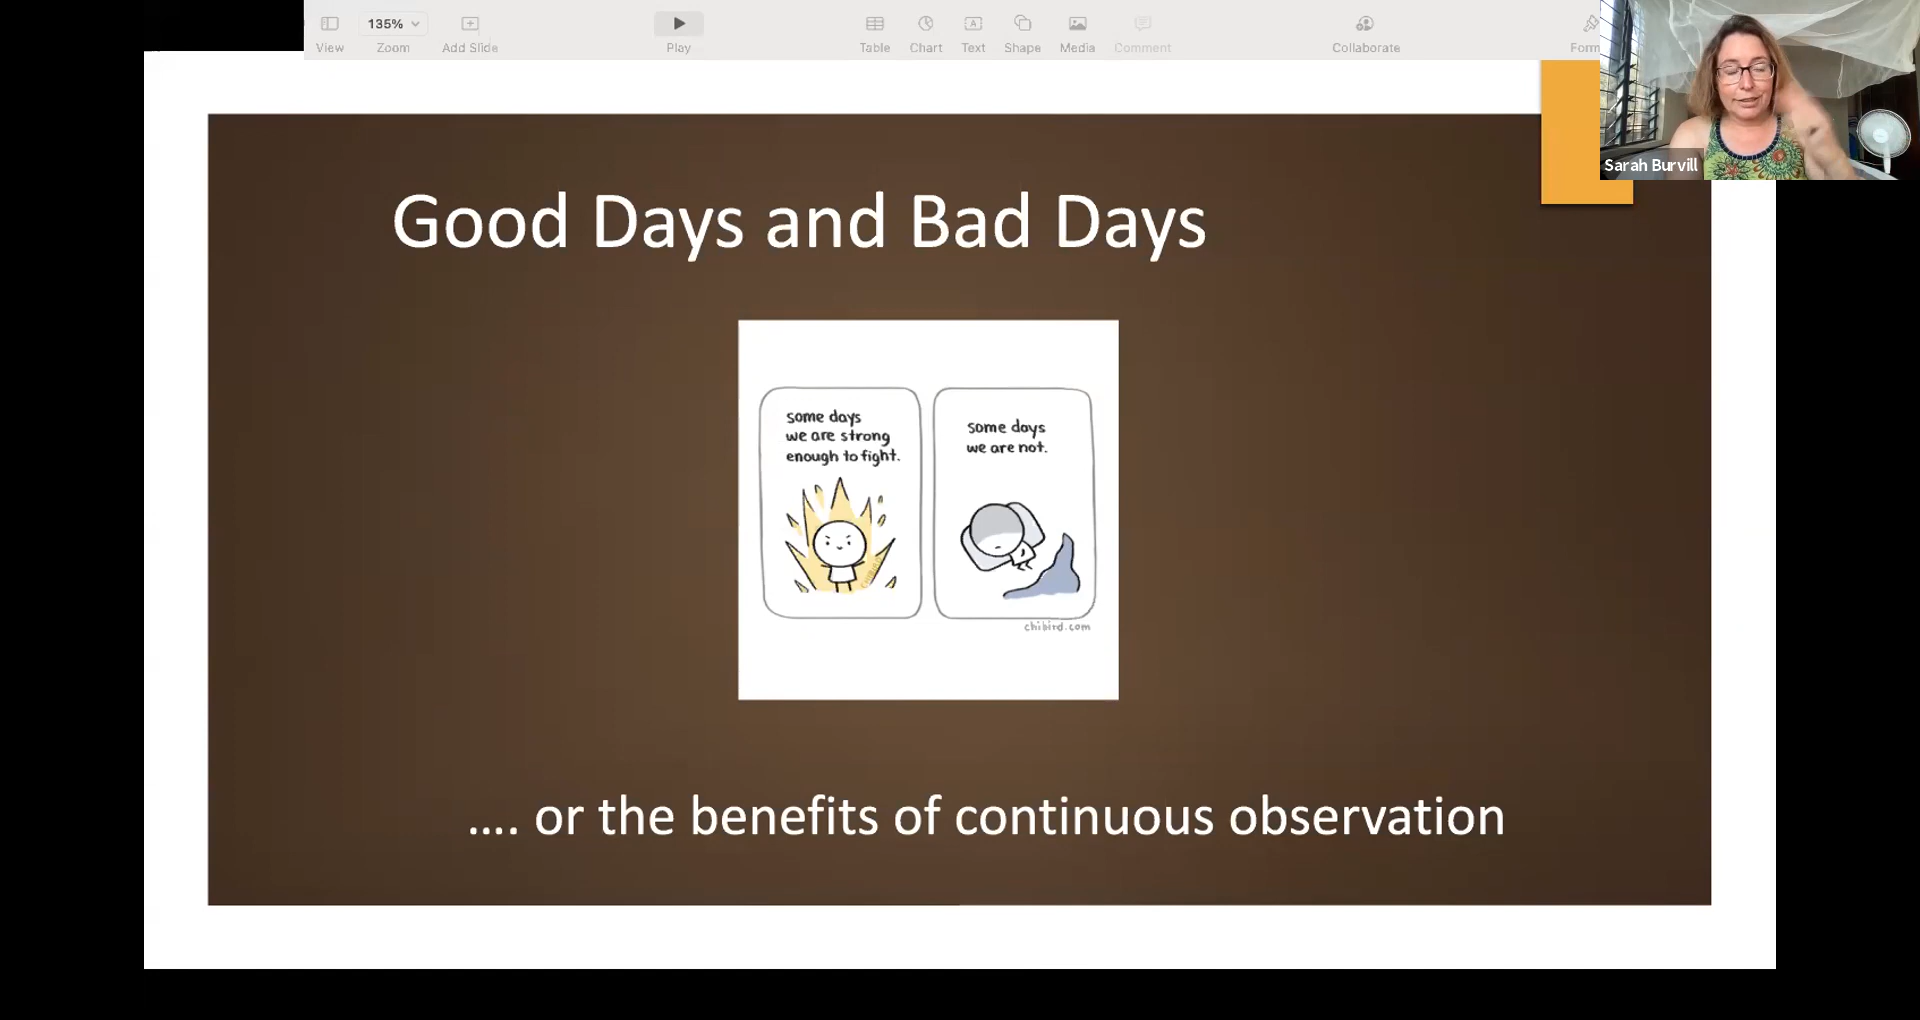 135%
View
Zoom
Add Slide
Play
Table
Chart
Text
Shape
Media
Comment
Collaborate
Form
Sarah Burvill
Good Days and Bad Days
some days
we are strong
enough to fight.
some days
we are not.
chibird.com
.... or the benefits of continuous observation